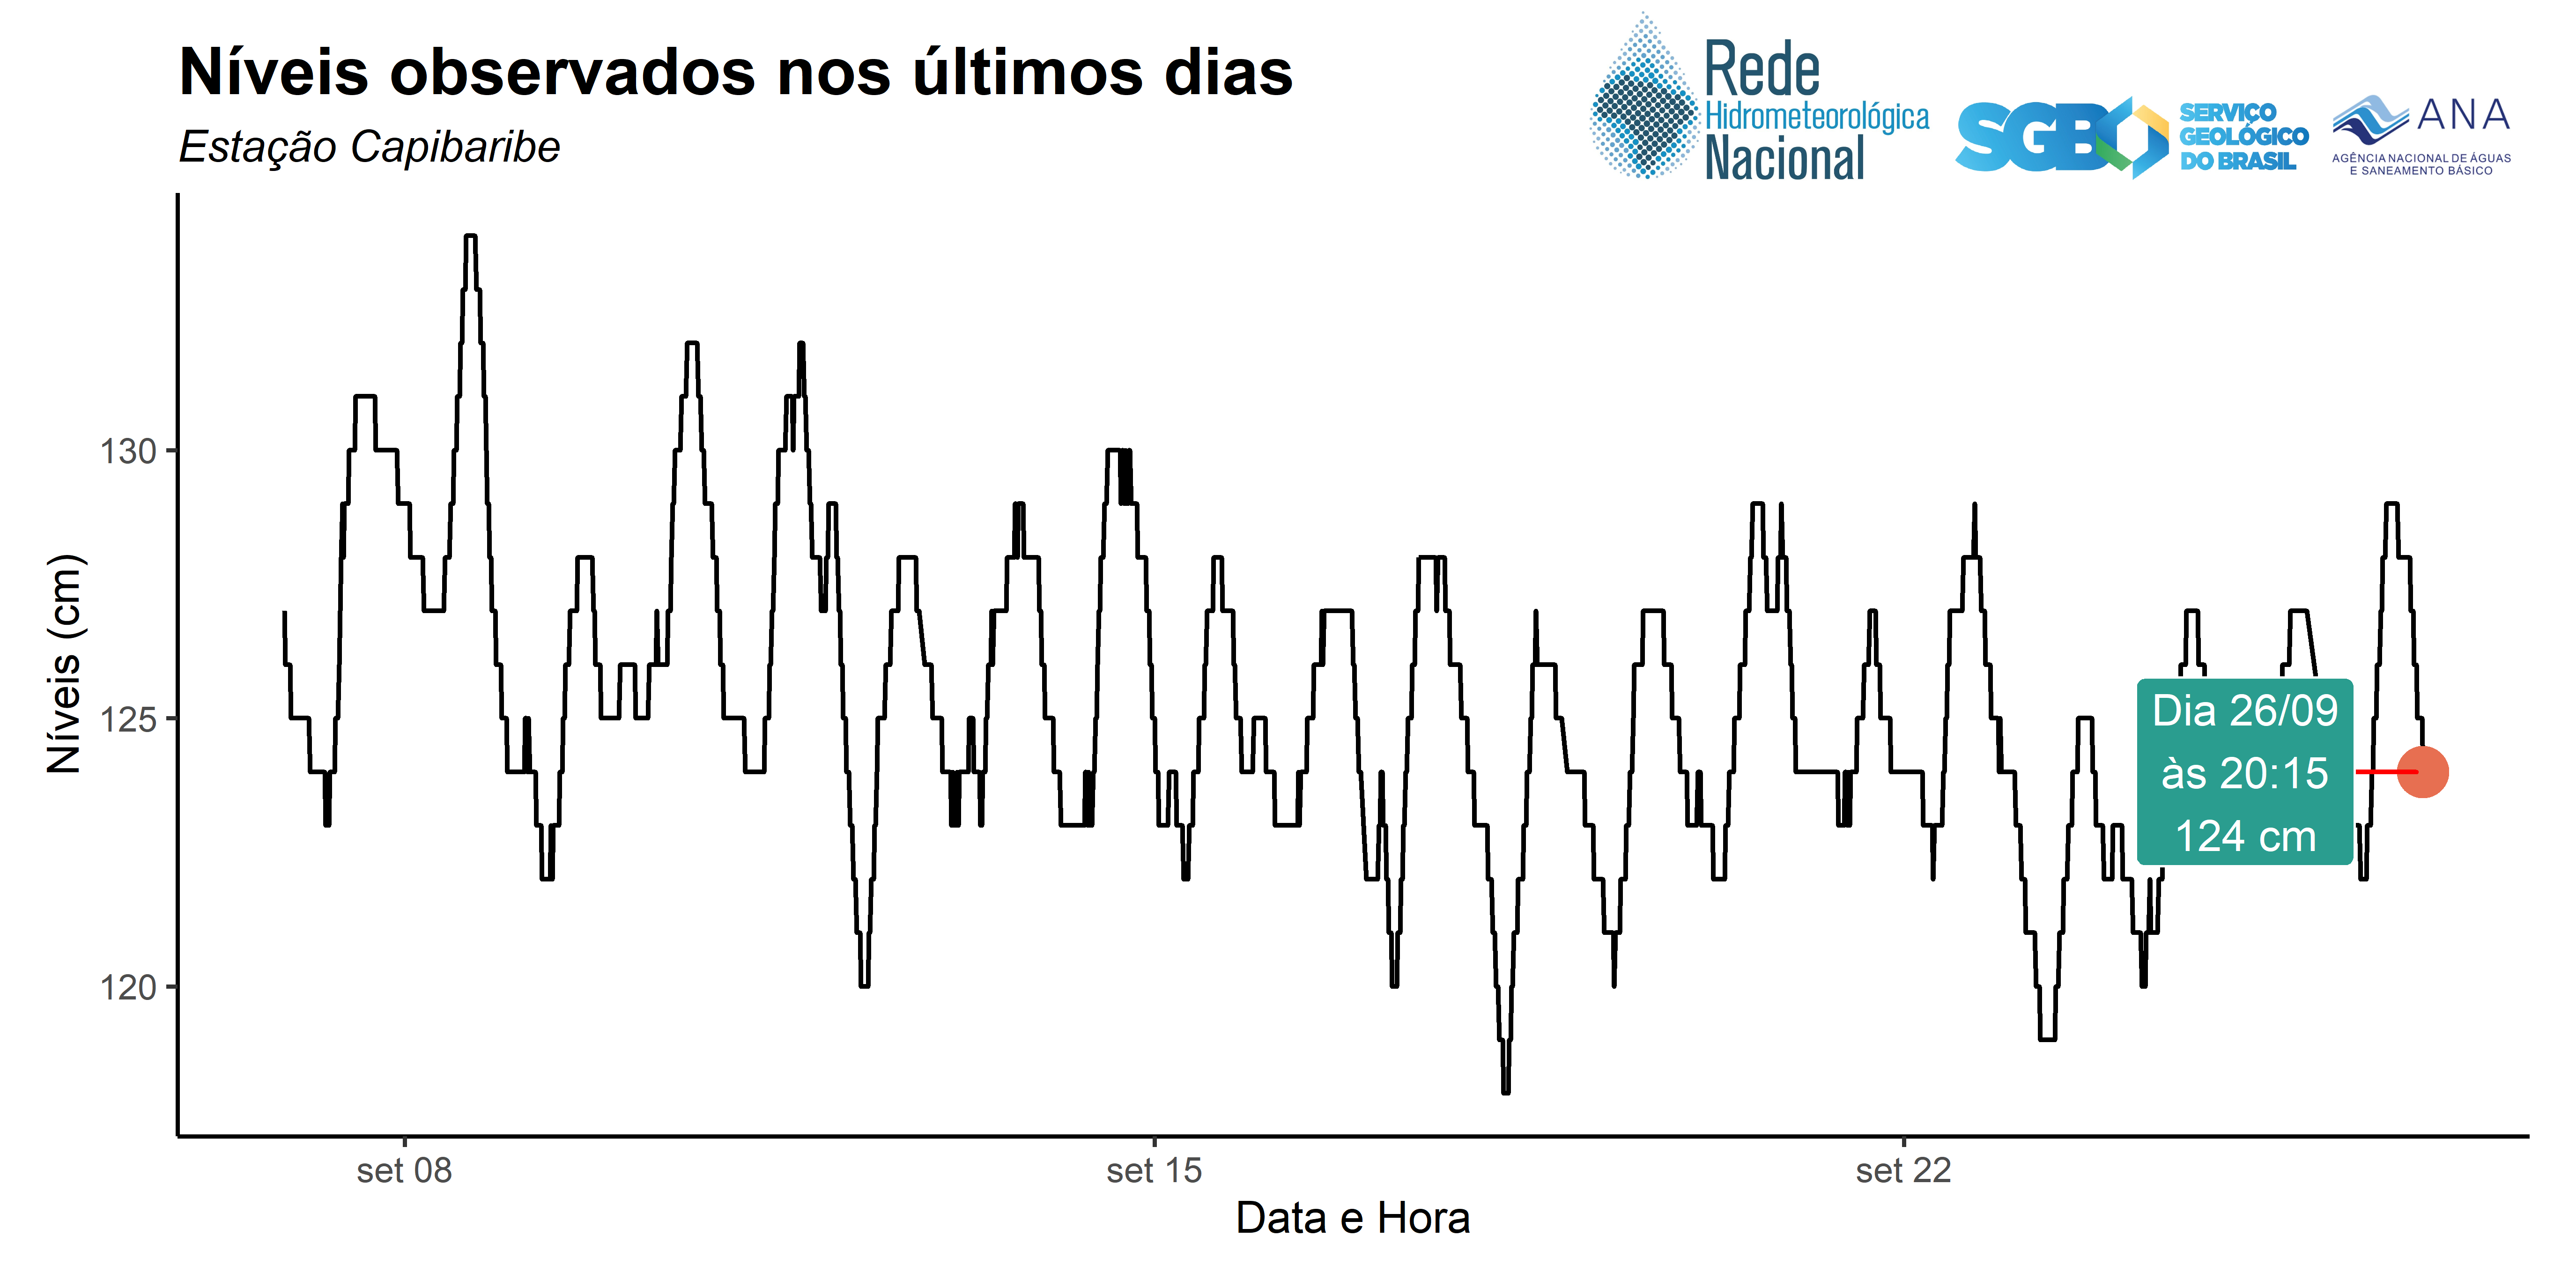 Níveis observados nos últimos dias
Estação Capibaribe
Rede
Hidrometeorológica
Nacional
SGB
SERVIÇO
GEOLÓGICO
DO BRASIL
ANA
AGÊNCIA NACIONAL DE ÁGUAS
E SANEAMENTO BÁSICO
Níveis (cm)
130
125
120
Dia 26/09
às 20:15
124 cm
set 08
set 15
set 22
Data e Hora